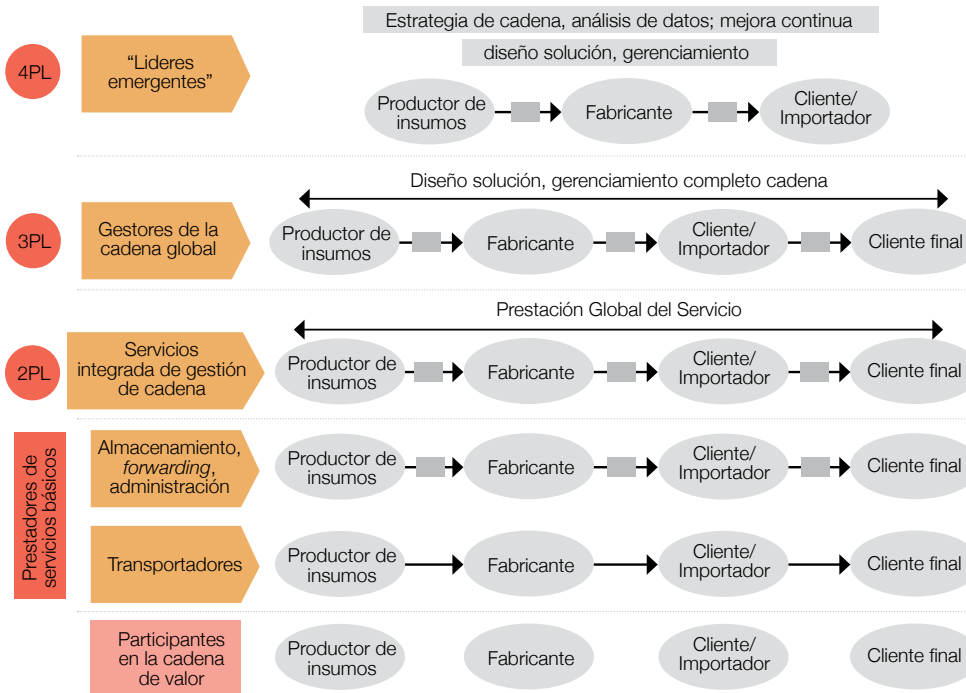 Estrategia de cadena, análisis de datos; mejora continua
diseño solución, gerenciamiento
4PL
“Lideres
emergentes”
Productor de
insumos
Fabricante
Cliente/
Importador
Diseño solución, gerenciamiento completo cadena
3PL
Gestores de la
cadena global
Productor de
insumos
Fabricante
Cliente/
Importador
Cliente final
Prestación Global del Servicio
2PL
Servicios
integrada de gestión
de cadena
Productor de
insumos
Fabricante
Cliente/
Importador
Cliente final
Prestadores de
servicios básicos
Almacenamiento,
forwarding,
administración
Productor de
insumos
Fabricante
Cliente/
Importador
Cliente final
Transportadores
Productor de
insumos
Fabricante
Cliente/
Importador
Cliente final
Participantes
en la cadena
de valor
Productor de
insumos
Fabricante
Cliente/
Importador
Cliente final